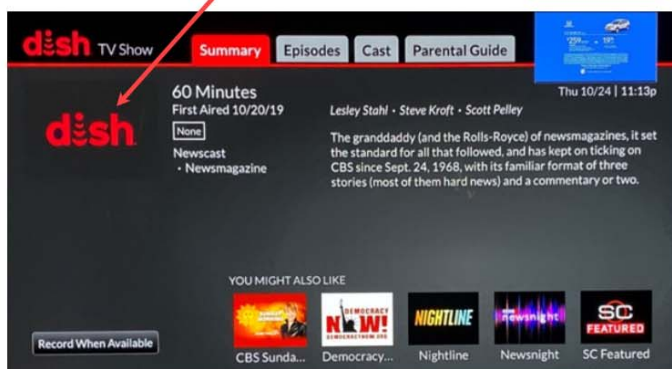 dish TV Show
Summary
Episodes
Cast
Parental Guide
Thu 10/24 | 11:13p
dish
60 Minutes
First Aired 10/20/19
None
Newscast
• Newsmagazine
Lesley Stahl • Steve Kroft • Scott Pelley
The granddaddy (and the Rolls-Royce) of newsmagazines, it set
the standard for all that followed, and has kept on ticking on
CBS since Sept. 24, 1968, with its familiar format of three
stories (most of them hard news) and a commentary or two.
YOU MIGHT ALSO LIKE
DEMOCRACY
NOW!
DEMOCRACYNOW.ORG
NIGHTLINE
newsnight
SC
FEATURED
Record When Available
CBS Sunda...
Democracy...
Nightline
Newsnight
SC Featured